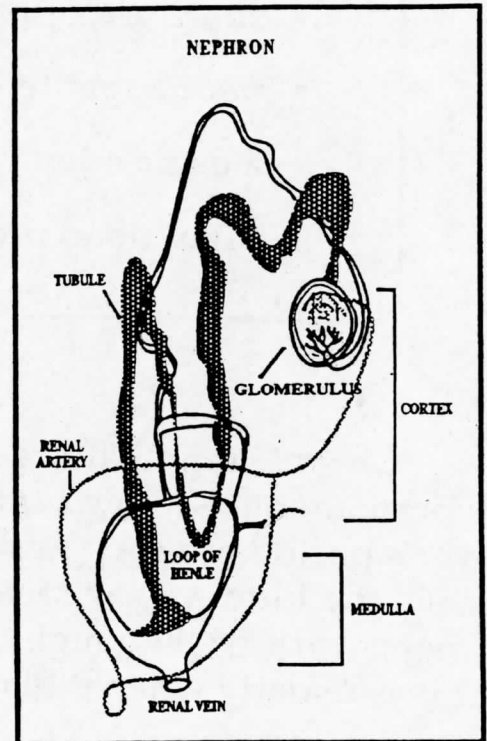 NEPHRON
TUBULE
GLOMERULUS
CORTEX
RENAL
ARTERY
LOOP OF
HENLE
MEDULLA
RENAL VEIN